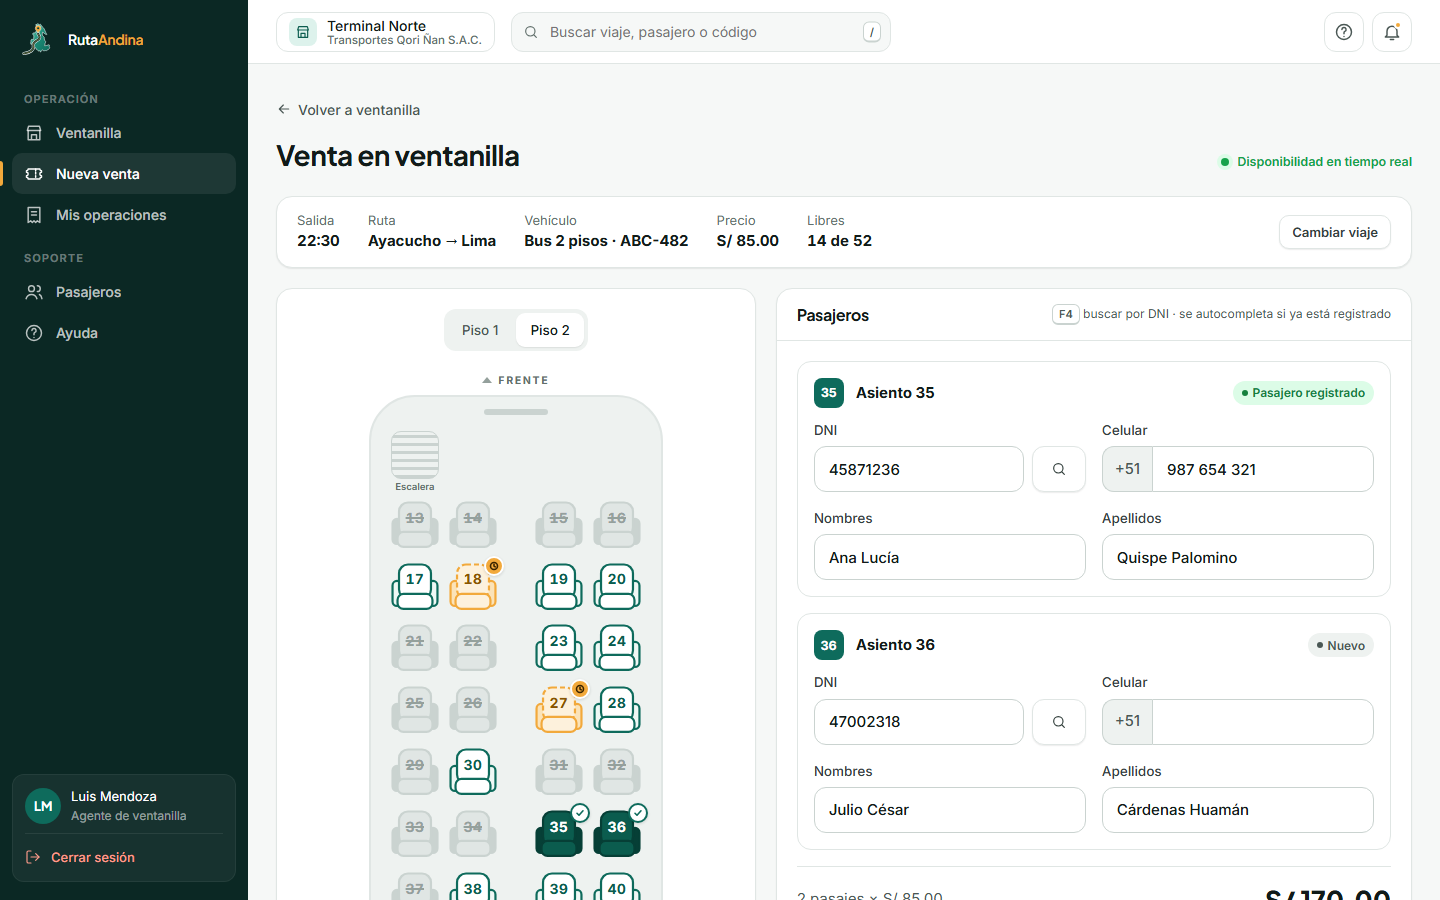 RutaAndina
OPERACIÓN
Ventanilla
Nueva venta
Mis operaciones
SOPORTE
Pasajeros
Ayuda
LM
Luis Mendoza
Agente de ventanilla
Cerrar sesión
Terminal Norte
Transportes Qori Ñan S.A.C.
Buscar viaje, pasajero o código
/
Volver a ventanilla
Venta en ventanilla
Disponibilidad en tiempo real
Salida
22:30
Ruta
Ayacucho → Lima
Vehículo
Bus 2 pisos · ABC-482
Precio
S/ 85.00
Libres
14 de 52
Cambiar viaje
Piso 1
Piso 2
FRENTE
Escalera
13 14 15 16
17 18 19 20
21 22 23 24
25 26 27 28
29 30 31 32
33 34 35 36
37 38 39 40
Pasajeros
F4 buscar por DNI · se autocompleta si ya está registrado
35
Asiento 35
Pasajero registrado
DNI
45871236
Celular
+51
987 654 321
Nombres
Ana Lucía
Apellidos
Quispe Palomino
36
Asiento 36
Nuevo
DNI
47002318
Celular
+51
Nombres
Julio César
Apellidos
Cárdenas Huamán
2 pasajes × S/ 85.00
S/ 170.00